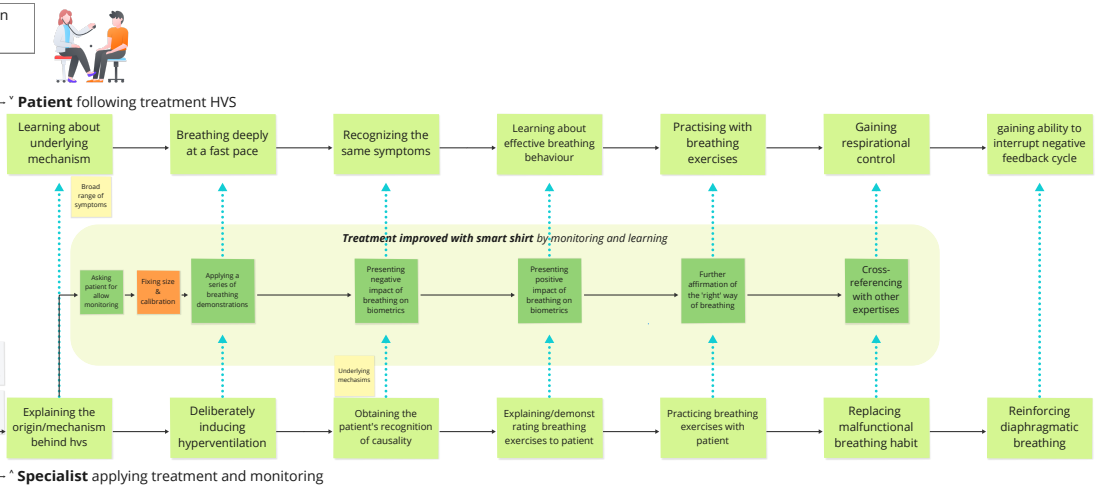 n
Patient following treatment HVS
Learning about
underlying
mechanism
Breathing deeply
at a fast pace
Recognizing the
same symptoms
Learning about
effective breathing
behaviour
Practising with
breathing
exercises
Gaining
respirational
control
gaining ability to
interrupt negative
feedback cycle
Broad
range of
symptoms
Treatment improved with smart shirt by monitoring and learning
Asking
patient for
allow
monitoring
Fixing size
&
calibration
Applying a
series of
breathing
demonstrations
Presenting
negative
impact of
breathing on
biometrics
Presenting
positive
impact of
breathing on
biometrics
Further
affirmation of
the 'right' way
of breathing
Cross-
referencing
with other
expertises
Underlying
mechasims
Explaining the
origin/mechanism
behind hvs
Deliberately
inducing
hyperventilation
Obtaining the
patient's recognition
of causality
Explaining/demonst
rating breathing
exercises to patient
Practicing breathing
exercises with
patient
Replacing
malfunctional
breathing habit
Reinforcing
diaphragmatic
breathing
Specialist applying treatment and monitoring